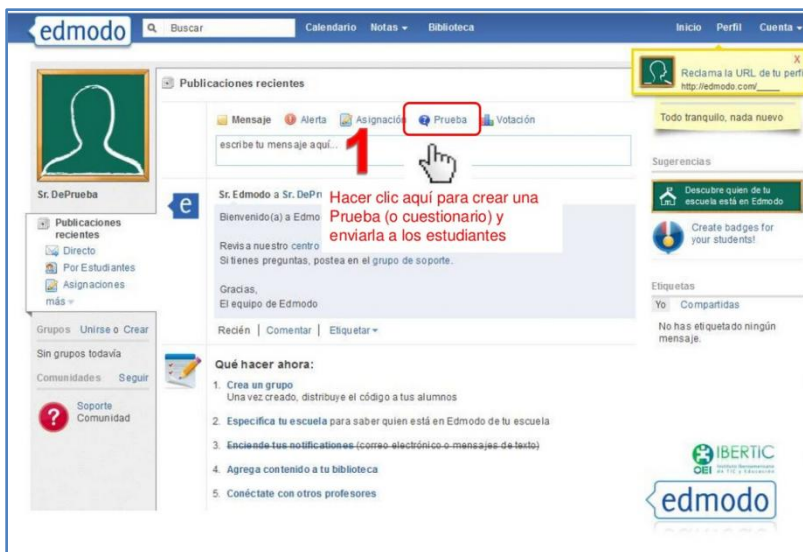 edmodo
Buscar
Calendario Notas Biblioteca
Inicio Perfil Cuenta
X
Reclama la URL de tu perfi
http://edmodo.com/____
Todo tranquilo, nada nuevo
Publicaciones recientes
Mensaje Alerta Asignación Prueba Votación
escribe tu mensaje aquí...
1
Hacer clic aquí para crear una
Prueba (o cuestionario) y
enviarla a los estudiantes
Sr. DePrueba
Publicaciones
recientes
Directo
Por Estudiantes
Asignaciones
más
Grupos Unirse o Crear
Sin grupos todavía
Comunidades Seguir
?
Soporte
Comunidad
e
Sr. Edmodo a Sr. DePr
Bienvenido(a) a Edmo
Revisa nuestro centro
Si tienes preguntas, postea en el grupo de soporte.
Gracias,
El equipo de Edmodo
Recién | Comentar | Etiquetar
Qué hacer ahora:
1. Crea un grupo
Una vez creado, distribuye el código a tus alumnos
2. Especifica tu escuela para saber quien está en Edmodo de tu escuela
3. Enciende tus notificationes (correo electrónico o mensajes de texto)
4. Agrega contenido a tu biblioteca
5. Conéctate con otros profesores
Sugerencias
Descubre quien de tu
escuela está en Edmodo
Create badges for
your students!
Etiquetas
Yo Compartidas
No has etiquetado ningún
mensaje.
IBERTIC
OEI
edmodo